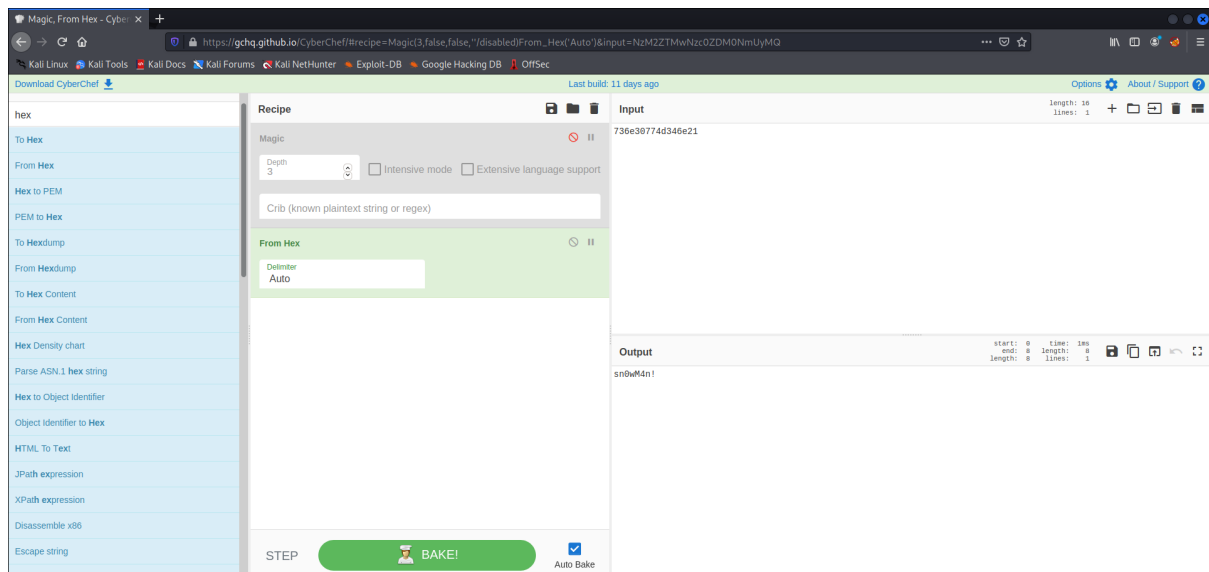 Magic, From Hex - Cyber
https://gchq.github.io/CyberChef/#recipe=Magic(3,false,false,''/disabled)From_Hex('Auto')&input=NzM2ZTMwNzc0ZDM0NmUyMQ
Kali Linux Kali Tools Kali Docs Kali Forums Kali NetHunter Exploit-DB Google Hacking DB OffSec
Download CyberChef Last build: 11 days ago Options About / Support
hex
To Hex
From Hex
Hex to PEM
PEM to Hex
To Hexdump
From Hexdump
To Hex Content
From Hex Content
Hex Density chart
Parse ASN.1 hex string
Hex to Object Identifier
Object Identifier to Hex
HTML To Text
JPath expression
XPath expression
Disassemble x86
Escape string
Recipe
Magic
Depth
3
Intensive mode Extensive language support
Crib (known plaintext string or regex)
From Hex
Delimiter
Auto
STEP BAKE! Auto Bake
Input
length: 16
lines: 1
736e30774d346e21
Output
start: 0 time: 1ms
end: 8 length: 8
length: 8 lines: 1
sn0wM4n!